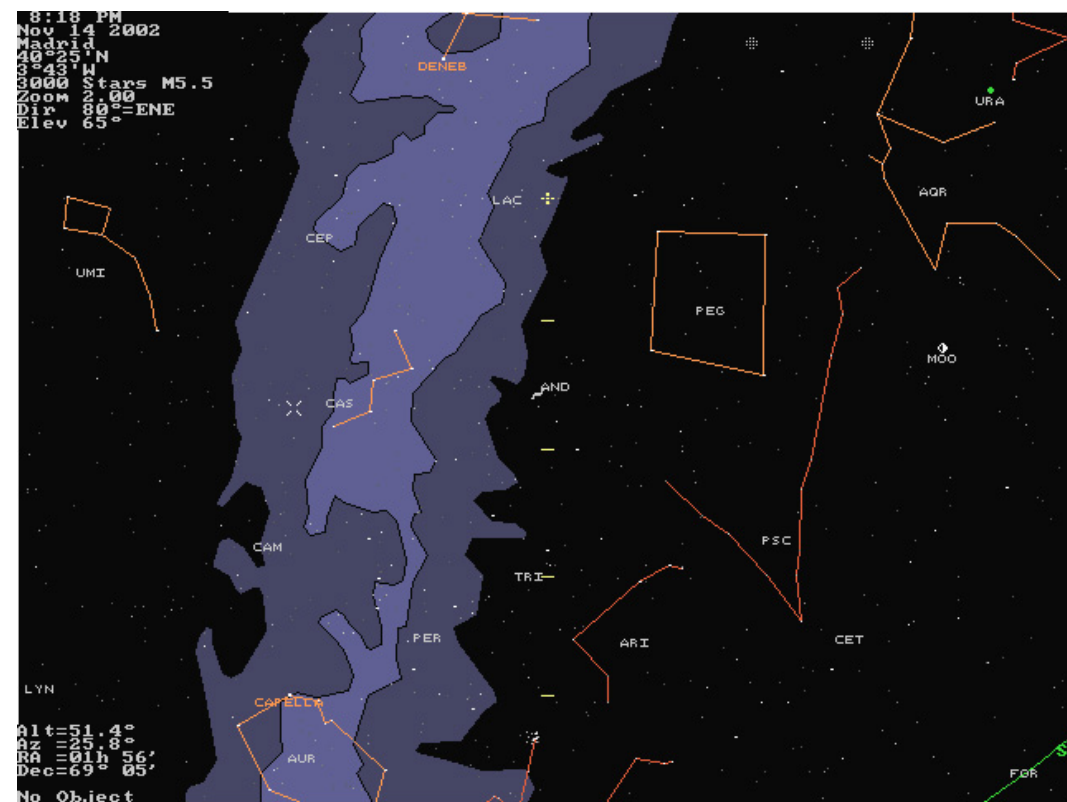 8:18 PM
Nov 14 2002
Madrid
40°25'N
3°43'W
3000 Stars M5.5
Zoom 2.00
Dir 80°=ENE
Elev 65°
DENEB
URA
AQR
LAC
CEP
UMI
PEG
MOO
AND
CAS
PSC
CAM
TRI
PER
ARI
CET
LYN
CAPELLA
AUR
FOR
S
Alt=51.4°
Az =25.8°
RA =01h 56'
Dec=69° 05'
No Object